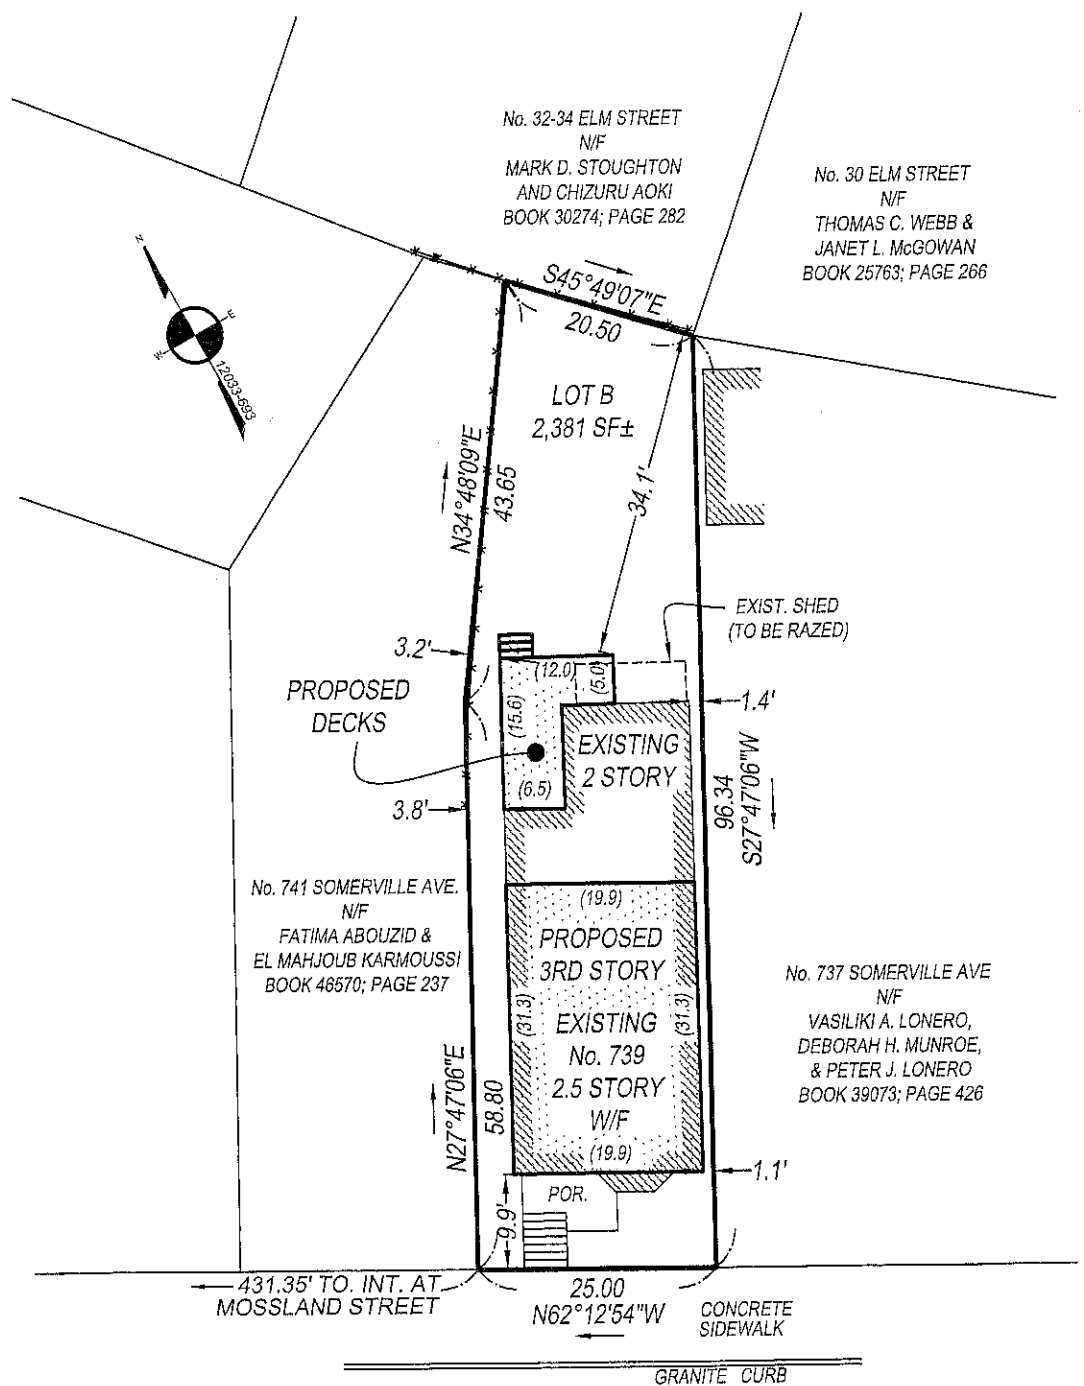 No. 32-34 ELM STREET
N/F
MARK D. STOUGHTON
AND CHIZURU AOKI
BOOK 30274; PAGE 282
No. 30 ELM STREET
N/F
THOMAS C. WEBB &
JANET L. McGOWAN
BOOK 25763; PAGE 266
N
E
W
12033-693
S45°49'07"E
20.50
LOT B
2,381 SF±
N34°48'09"E
43.65
34.1'
EXIST. SHED
(TO BE RAZED)
3.2'
(12.0)
(5.0)
PROPOSED
DECKS
(15.6)
1.4'
EXISTING
2 STORY
(6.5)
3.8'
96.34
S27°47'06"W
No. 741 SOMERVILLE AVE.
N/F
FATIMA ABOUZID &
EL MAHJOUB KARMOUSSI
BOOK 46570; PAGE 237
(19.9)
PROPOSED
3RD STORY
(31.3)
(31.3)
EXISTING
No. 739
2.5 STORY
W/F
(19.9)
No. 737 SOMERVILLE AVE
N/F
VASILIKI A. LONERO,
DEBORAH H. MUNROE,
& PETER J. LONERO
BOOK 39073; PAGE 426
N27°47'06"E
58.80
1.1'
POR.
9.9'
431.35' TO. INT. AT
MOSSLAND STREET
25.00
N62°12'54"W
CONCRETE
SIDEWALK
GRANITE CURB